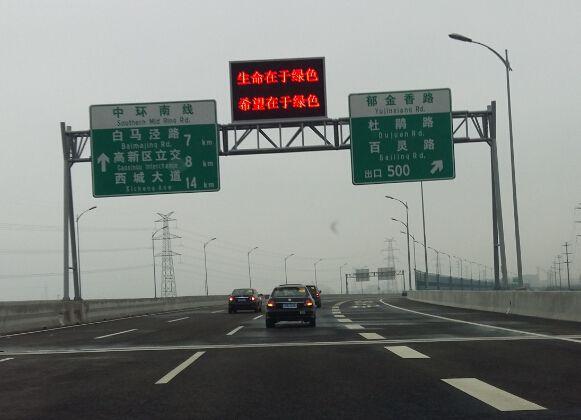 生命在于绿色
希望在于绿色
中环南线
Southern Mid Ring Rd.
白马泾路 7
Baimajing Rd.
高新区立交 8
Gaoxinqu Interchange
西城大道 14 km
Xicheng Ave
郁金香路
Yujinxiang Rd.
杜鹃路
Dujuan Rd.
百灵路
Bailing Rd.
出口 500